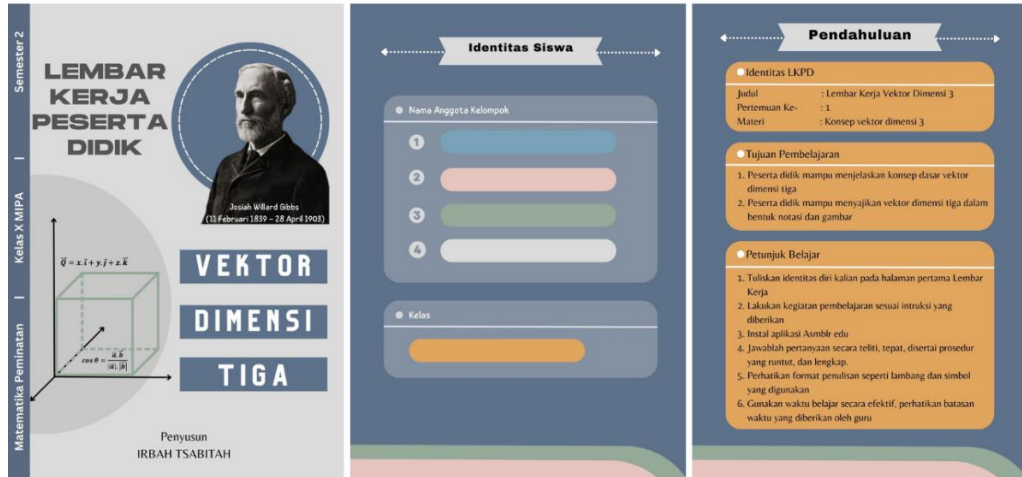 Semester 2
Kelas X MIPA
Matematika Peminatan
LEMBAR
KERJA
PESERTA
DIDIK
Josiah Willard Gibbs
(11 Februari 1839 – 28 April 1903)
Q⃗ = x.i⃗ + y.j⃗ + z.k⃗
cos θ = a⃗.b⃗ / |a⃗|.|b⃗|
VEKTOR
DIMENSI
TIGA
Penyusun
IRBAH TSABITAH
Identitas Siswa
Nama Anggota Kelompok
1
2
3
4
Kelas
Pendahuluan
Identitas LKPD
Judul : Lembar Kerja Vektor Dimensi 3
Pertemuan Ke- : 1
Materi : Konsep vektor dimensi 3
Tujuan Pembelajaran
1. Peserta didik mampu menjelaskan konsep dasar vektor
dimensi tiga
2. Peserta didik mampu menyajikan vektor dimensi tiga dalam
bentuk notasi dan gambar
Petunjuk Belajar
1. Tuliskan identitas diri kalian pada halaman pertama Lembar
Kerja
2. Lakukan kegiatan pembelajaran sesuai intruksi yang
diberikan
3. Instal aplikasi Asmblr edu
4. Jawablah pertanyaan secara teliti, tepat, disertai prosedur
yang runtut, dan lengkap.
5. Perhatikan format penulisan seperti lambang dan simbol
yang digunakan
6. Gunakan waktu belajar secara efektif, perhatikan batasan
waktu yang diberikan oleh guru